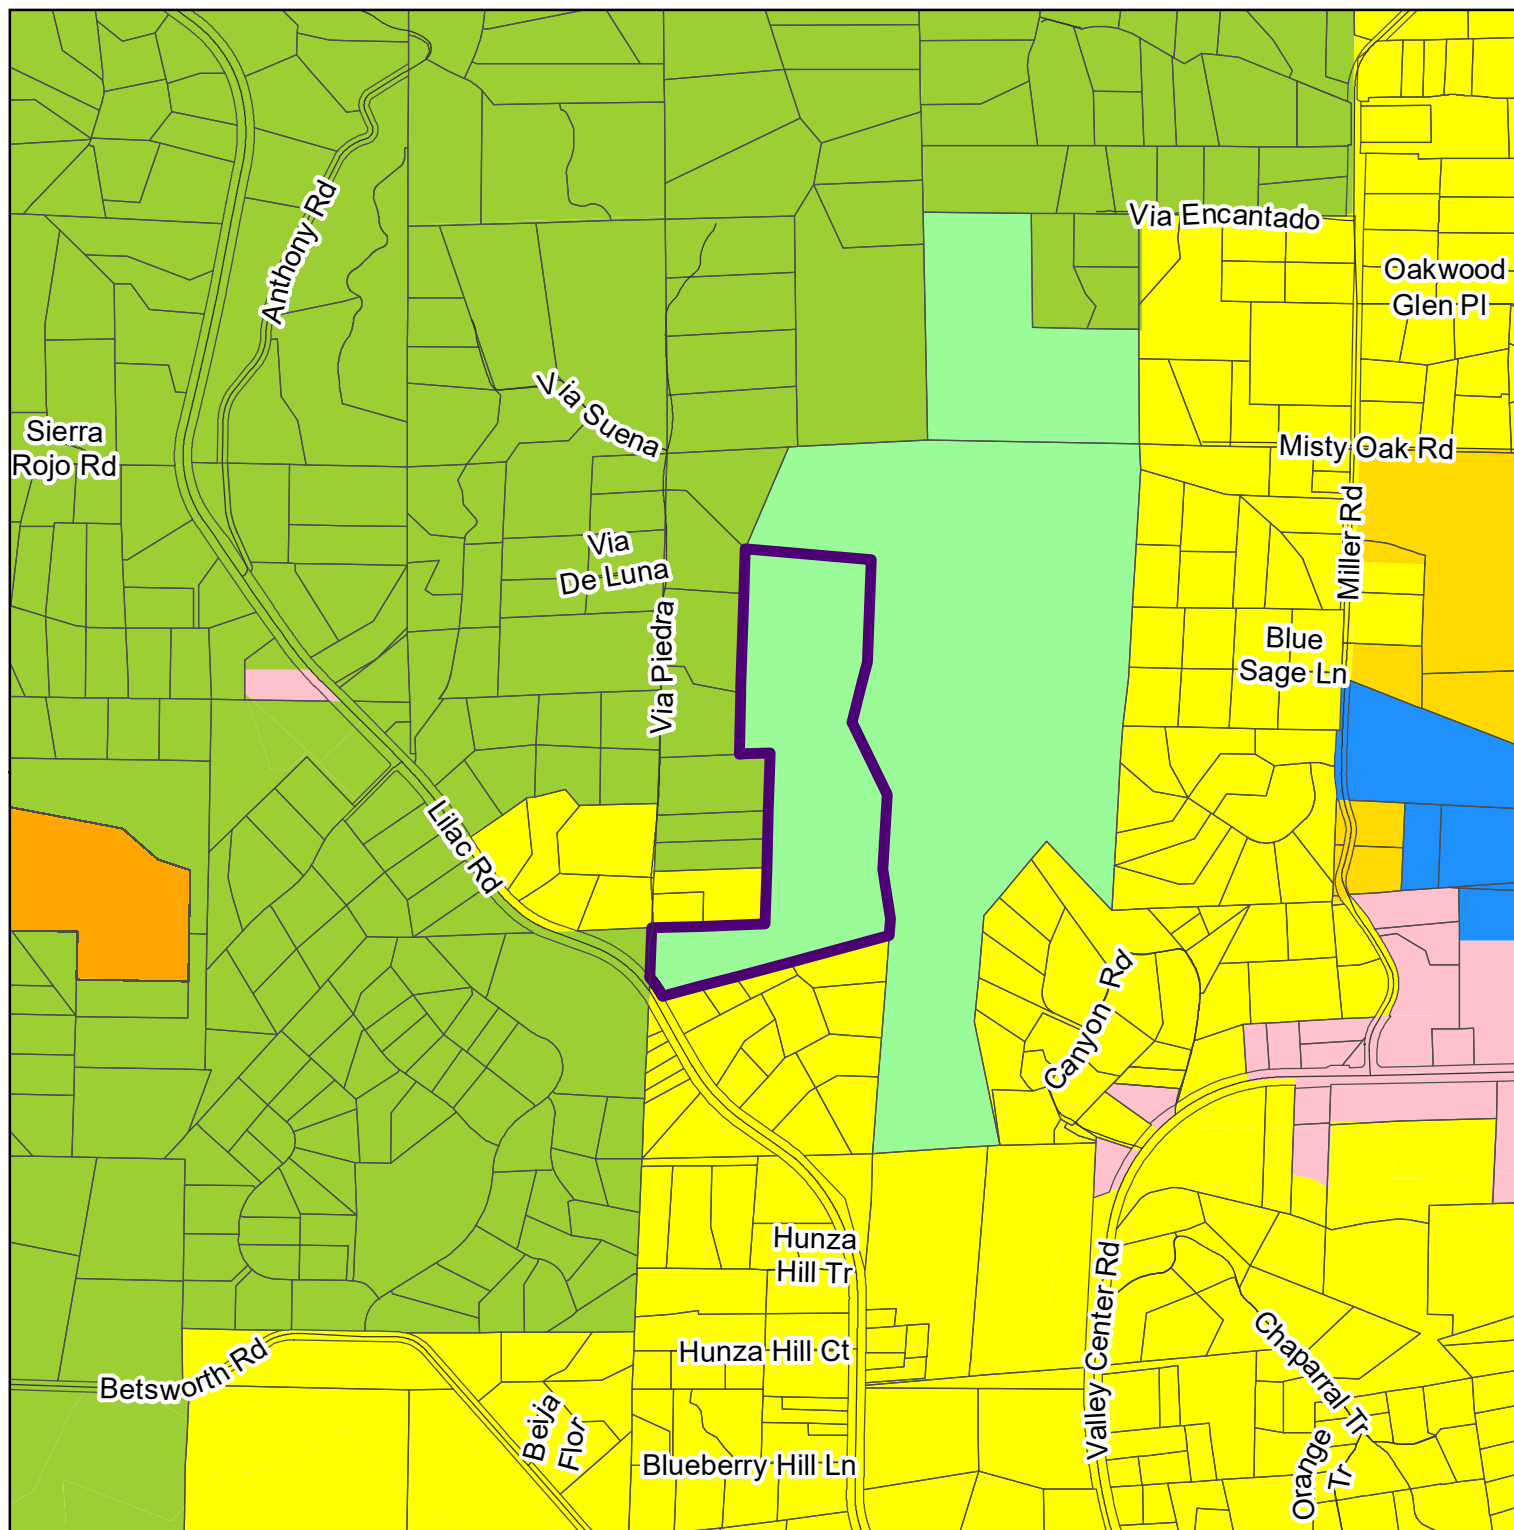 Anthony Rd
Via Encantado
Oakwood
Glen Pl
Via Suena
Sierra
Rojo Rd
Misty Oak Rd
Miller Rd
Via
De Luna
Via Piedra
Blue
Sage Ln
Lilac Rd
Canyon Rd
Hunza
Hill Tr
Valley Center Rd
Hunza Hill Ct
Chaparral Tr
Betsworth Rd
Beija
Flor
Blueberry Hill Ln
Orange
Tr